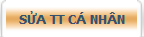 SỬA TT CÁ NHÂN